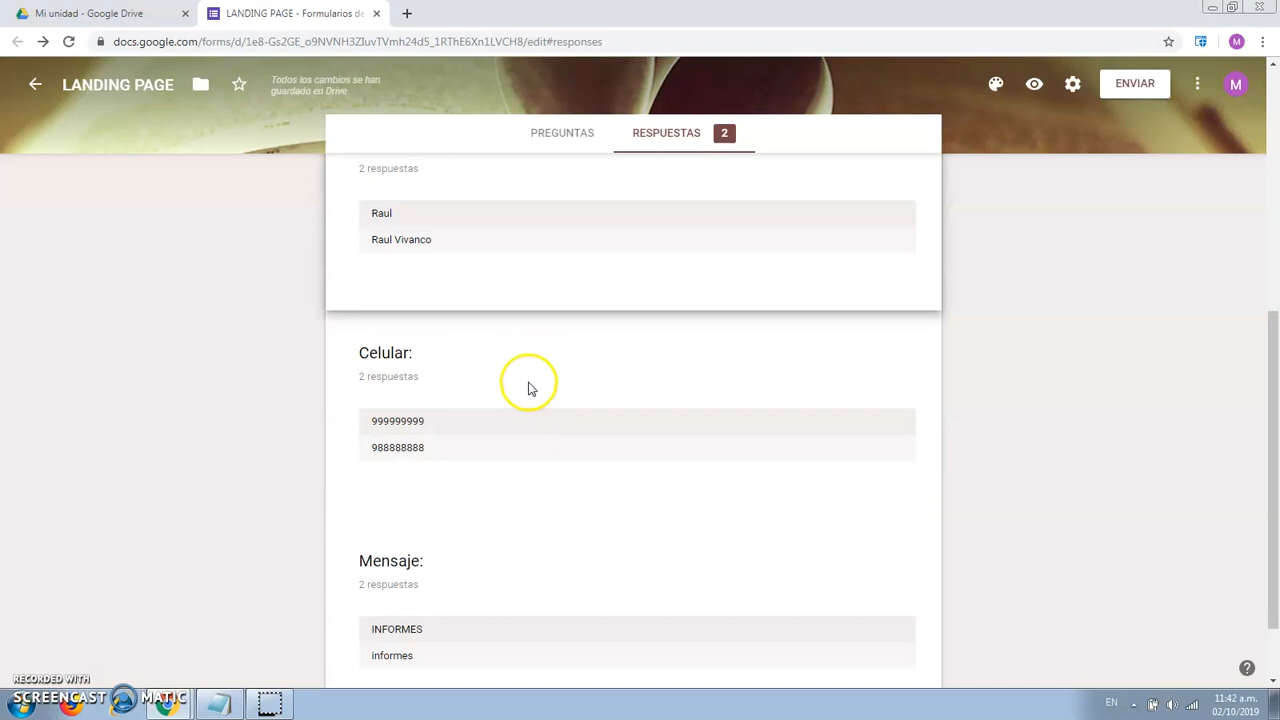 Mi unidad - Google Drive
LANDING PAGE - Formularios de
docs.google.com/forms/d/1e8-Gs2GE_o9NVNH3ZIuvTVmh24d5_1RThE6Xn1LVCH8/edit#responses
M
LANDING PAGE
Todos los cambios se han
guardado en Drive
ENVIAR
M
PREGUNTAS
RESPUESTAS 2
2 respuestas
Raul
Raul Vivanco
Celular:
2 respuestas
999999999
988888888
Mensaje:
2 respuestas
INFORMES
informes
RECORDED WITH
SCREENCAST MATIC
EN
11:42 a.m.
02/10/2019